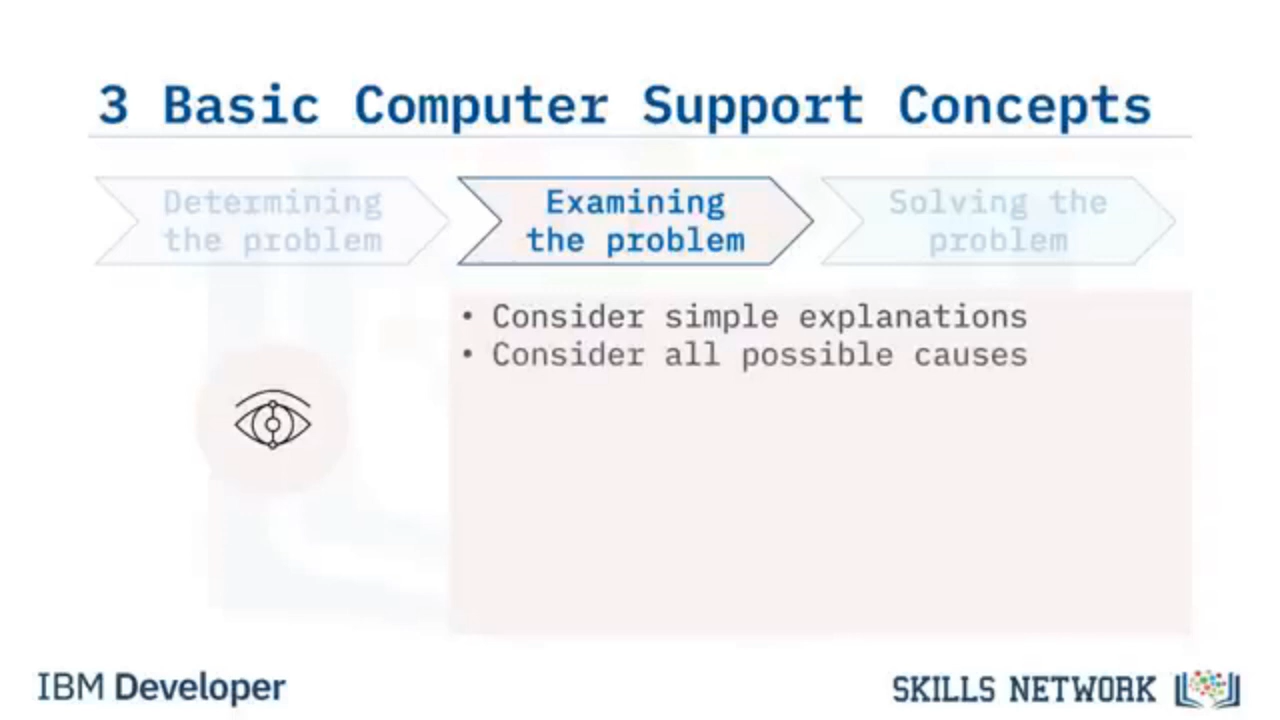 3 Basic Computer Support Concepts
Determining
the problem
Examining
the problem
Solving the
problem
• Consider simple explanations
• Consider all possible causes
IBM Developer
SKILLS NETWORK